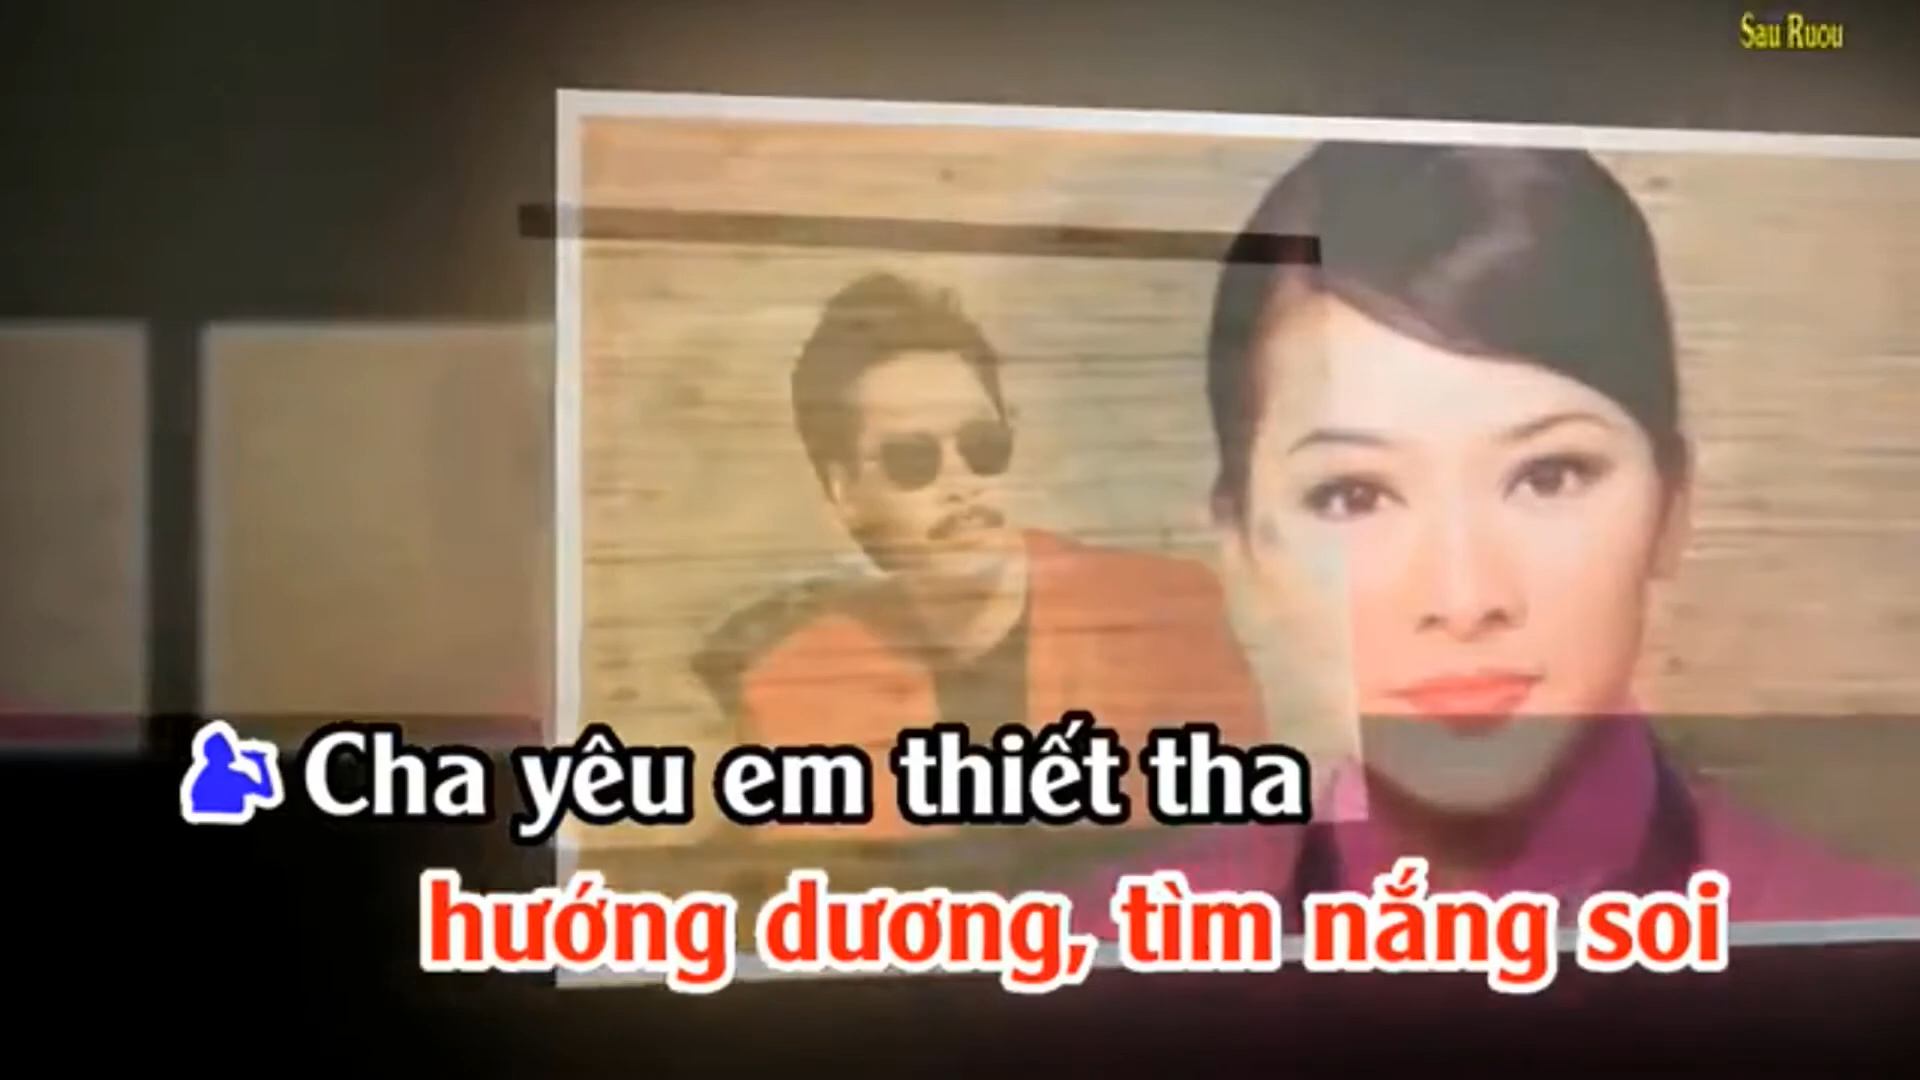 Sau Ruou
Cha yêu em thiết tha
hướng dương, tìm nắng soi